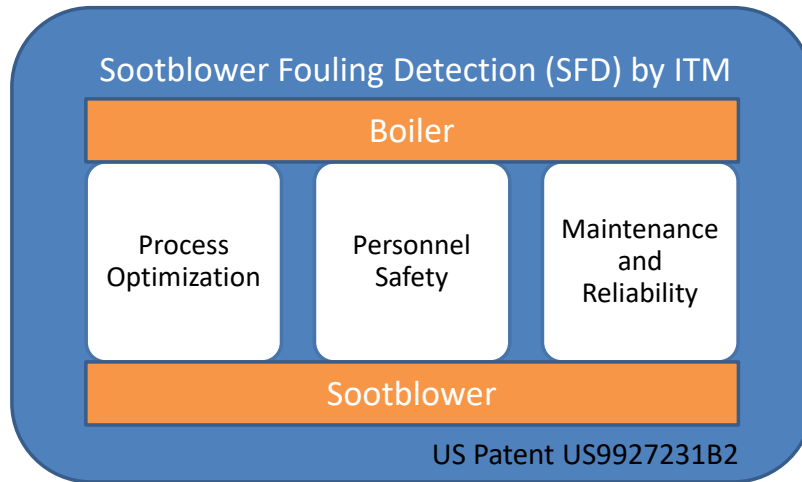 Sootblower Fouling Detection (SFD) by ITM
Boiler
Process
Optimization
Personnel
Safety
Maintenance
and
Reliability
Sootblower
US Patent US9927231B2